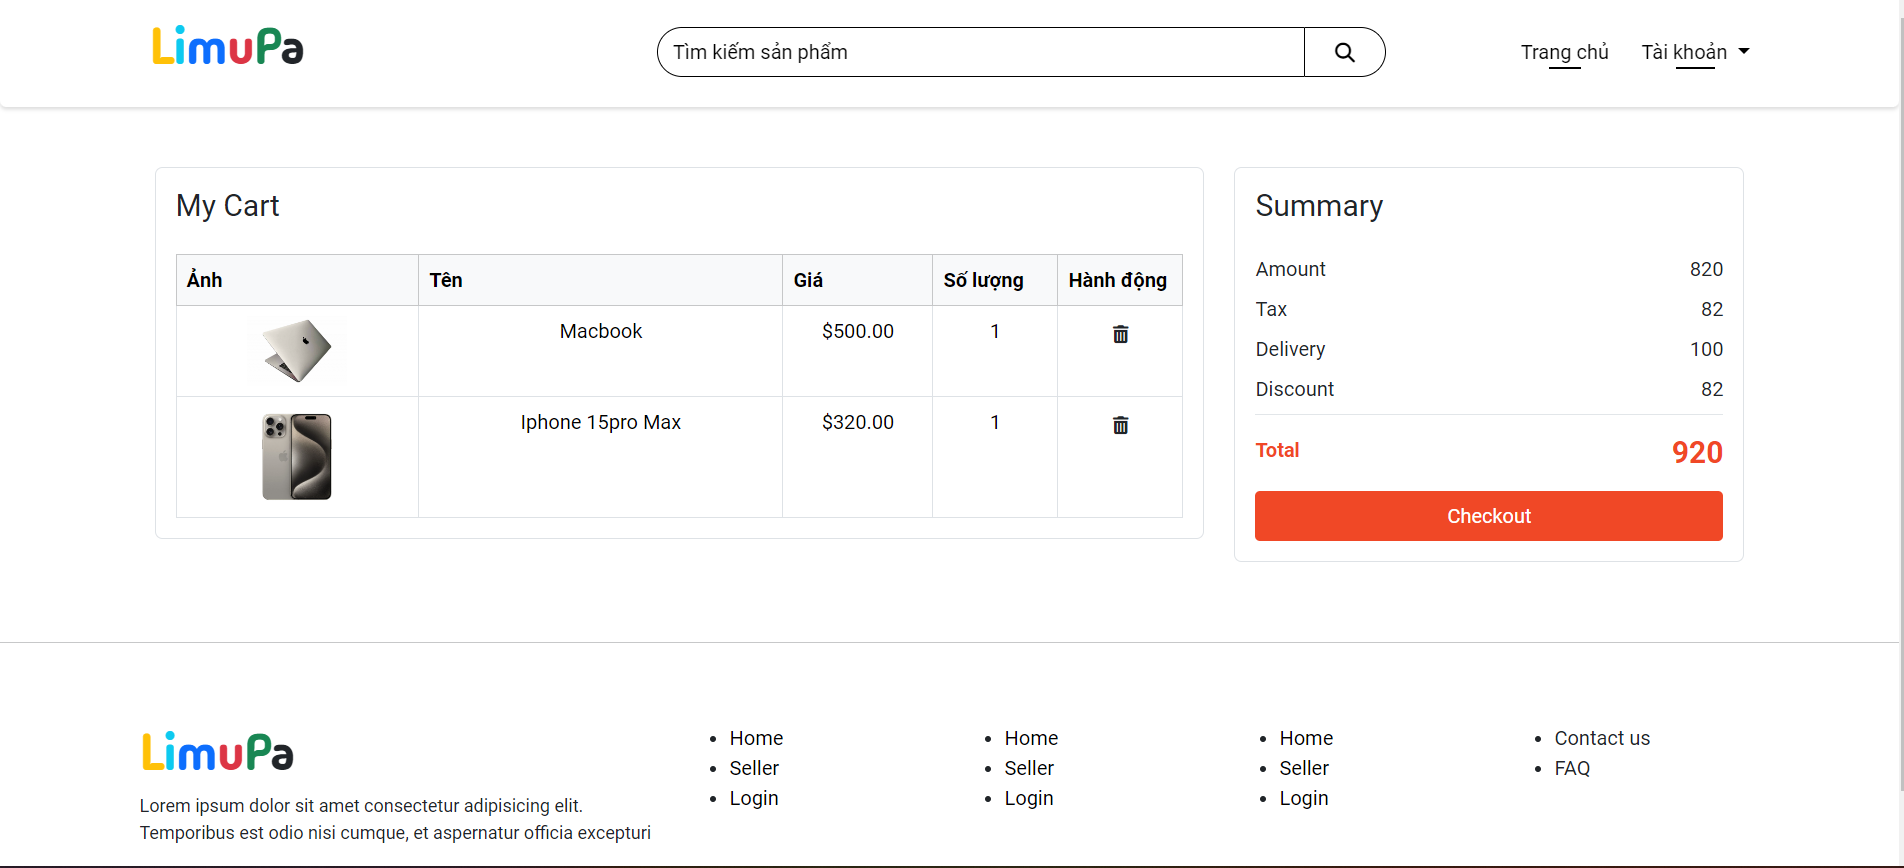 LimuPa
Tìm kiếm sản phẩm
Trang chủ
Tài khoản
My Cart
Ảnh Tên Giá Số lượng Hành động
Macbook $500.00 1
Iphone 15pro Max $320.00 1
Summary
Amount 820
Tax 82
Delivery 100
Discount 82
Total 920
Checkout
LimuPa
Lorem ipsum dolor sit amet consectetur adipisicing elit.
Temporibus est odio nisi cumque, et aspernatur officia excepturi
Home
Seller
Login
Home
Seller
Login
Home
Seller
Login
Contact us
FAQ